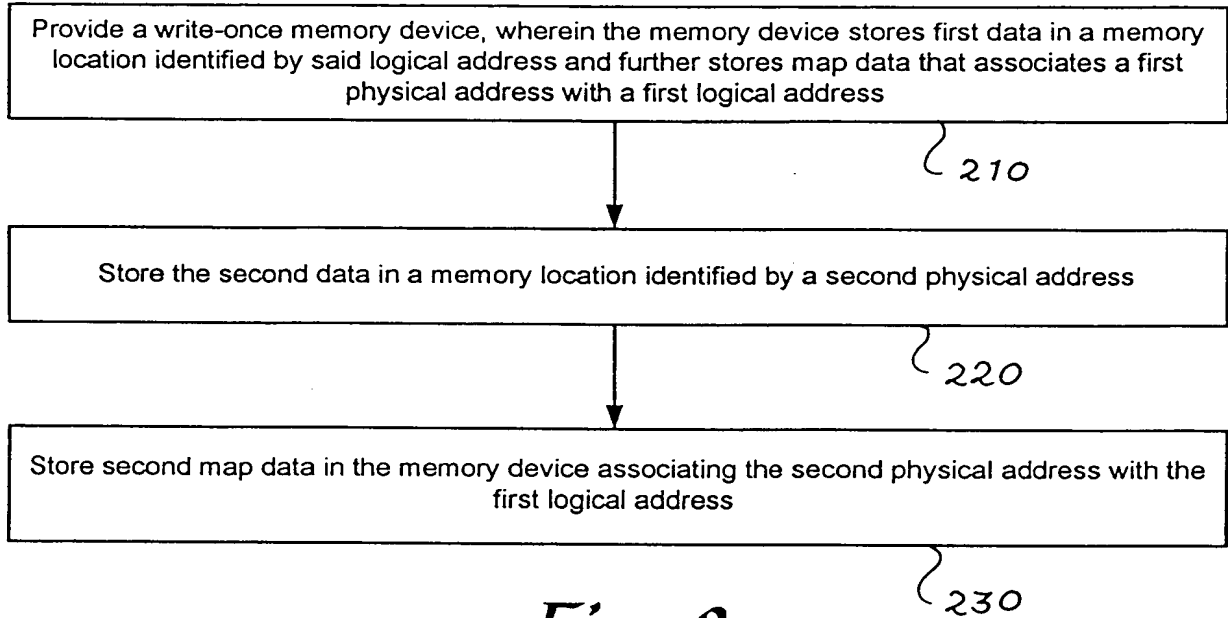 Provide a write-once memory device, wherein the memory device stores first data in a memory
location identified by said logical address and further stores map data that associates a first
physical address with a first logical address
210
Store the second data in a memory location identified by a second physical address
220
Store second map data in the memory device associating the second physical address with the
first logical address
230